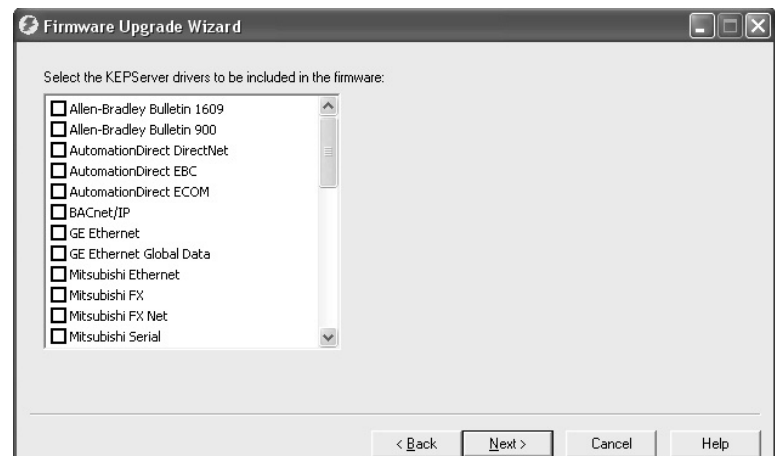 Firmware Upgrade Wizard
Select the KEPServer drivers to be included in the firmware:
Allen-Bradley Bulletin 1609
Allen-Bradley Bulletin 900
AutomationDirect DirectNet
AutomationDirect EBC
AutomationDirect ECOM
BACnet/IP
GE Ethernet
GE Ethernet Global Data
Mitsubishi Ethernet
Mitsubishi FX
Mitsubishi FX Net
Mitsubishi Serial
< Back Next > Cancel Help